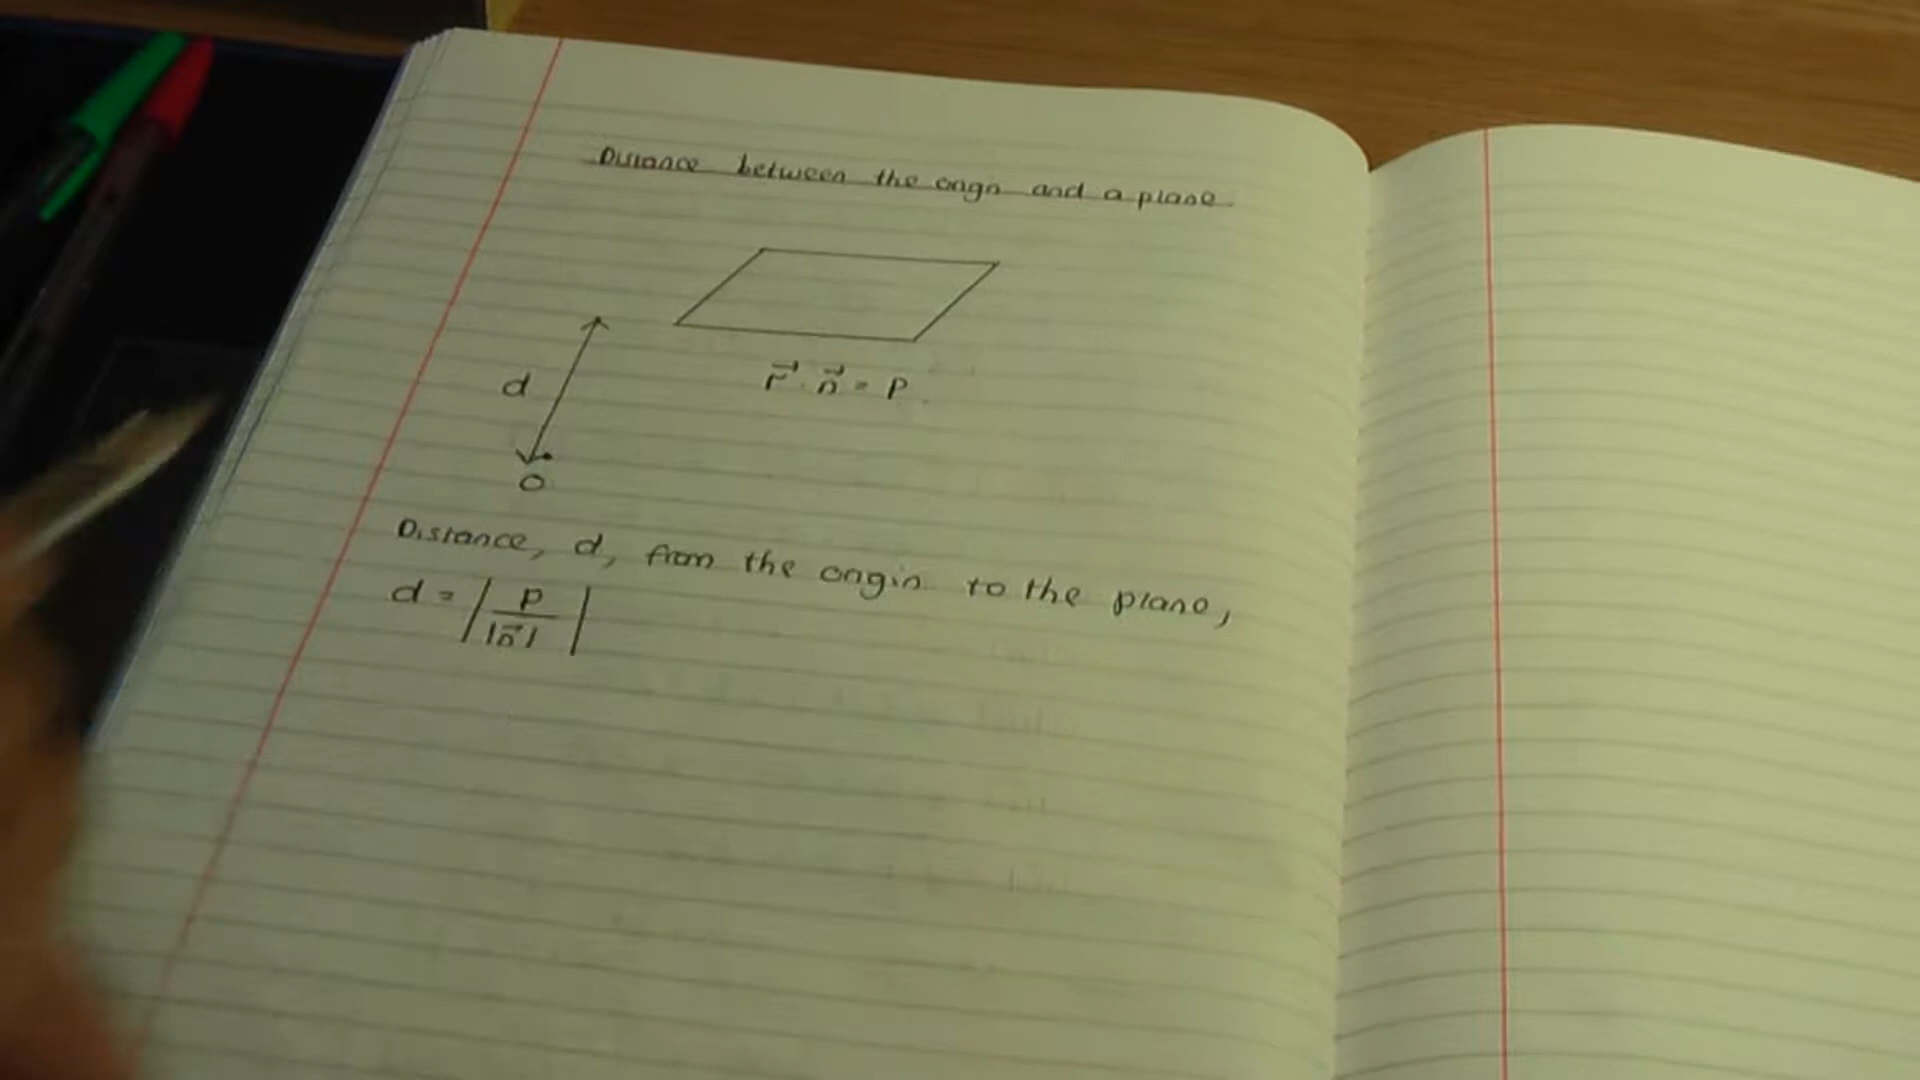 Distance between the origin and a plane.
d
r⃗ . n⃗ = p.
O
Distance, d, from the origin to the plane,
d = | p / |n⃗| |